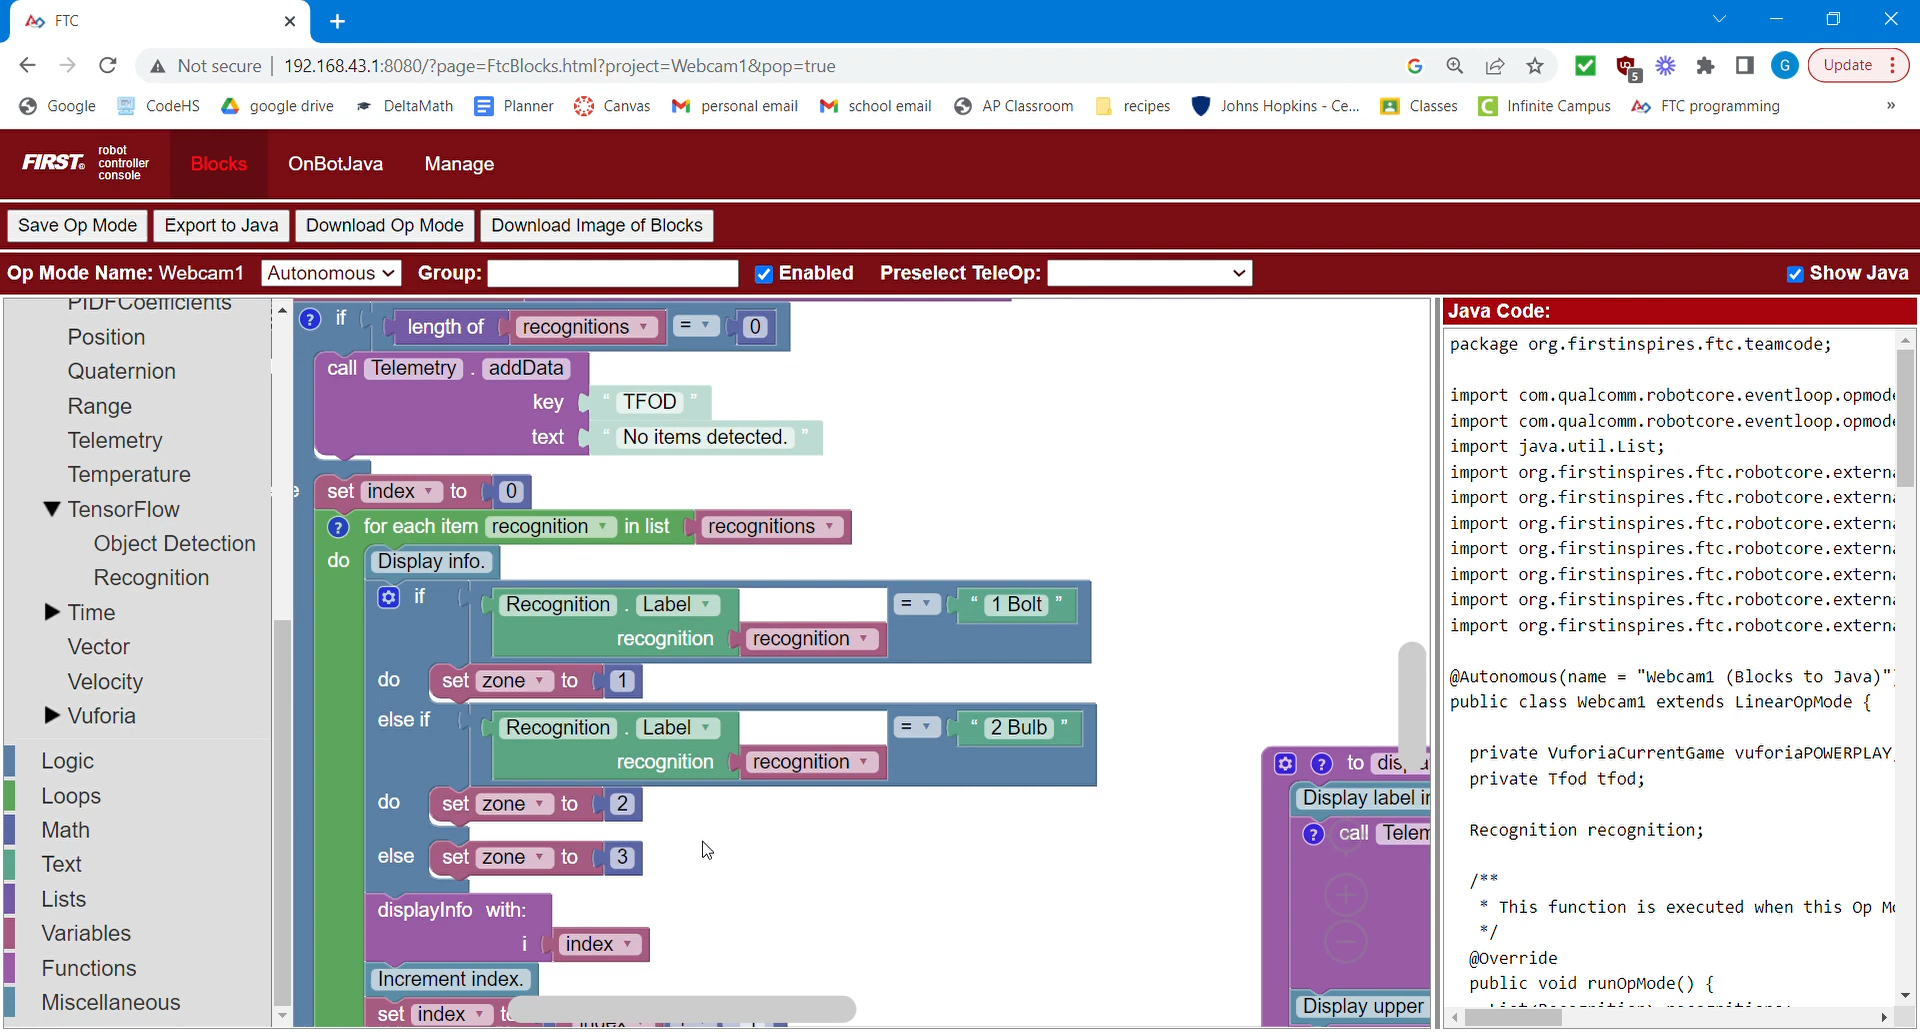 FTC
Not secure | 192.168.43.1:8080/?page=FtcBlocks.html?project=Webcam1&pop=true
5
G
Update
Google CodeHS google drive DeltaMath Planner Canvas personal email school email AP Classroom recipes Johns Hopkins - Ce... Classes Infinite Campus FTC programming »
FIRST® robot controller console Blocks OnBotJava Manage
Save Op Mode Export to Java Download Op Mode Download Image of Blocks
Op Mode Name: Webcam1 Autonomous Group: Enabled Preselect TeleOp: Show Java
PIDFCoefficients
Position
Quaternion
Range
Telemetry
Temperature
TensorFlow
Object Detection
Recognition
Time
Vector
Velocity
Vuforia
Logic
Loops
Math
Text
Lists
Variables
Functions
Miscellaneous
? if length of recognitions = 0
call Telemetry . addData
key “ TFOD ”
text “ No items detected. ”
set index to 0
? for each item recognition in list recognitions
do Display info.
if Recognition . Label = “ 1 Bolt ”
recognition recognition
do set zone to 1
else if Recognition . Label = “ 2 Bulb ”
recognition recognition
do set zone to 2
else set zone to 3
displayInfo with:
i index
Increment index.
set index to
? to
Display label
? call Telem
Display upper
Java Code:
package org.firstinspires.ftc.teamcode;
import com.qualcomm.robotcore.eventloop.opmode
import com.qualcomm.robotcore.eventloop.opmode
import java.util.List;
import org.firstinspires.ftc.robotcore.externa
import org.firstinspires.ftc.robotcore.externa
import org.firstinspires.ftc.robotcore.externa
import org.firstinspires.ftc.robotcore.externa
import org.firstinspires.ftc.robotcore.externa
import org.firstinspires.ftc.robotcore.externa
import org.firstinspires.ftc.robotcore.externa
@Autonomous(name = "Webcam1 (Blocks to Java)"
public class Webcam1 extends LinearOpMode {
private VuforiaCurrentGame vuforiaPOWERPLAY
private Tfod tfod;
Recognition recognition;
/**
* This function is executed when this Op Mo
*/
@Override
public void runOpMode() {